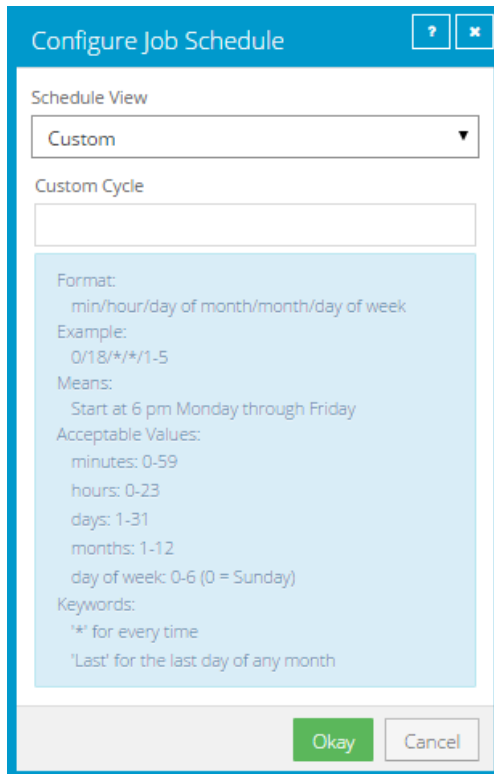 Configure Job Schedule ? ×
Schedule View
Custom
Custom Cycle
Format:
min/hour/day of month/month/day of week
Example:
0/18/*/*/1-5
Means:
Start at 6 pm Monday through Friday
Acceptable Values:
minutes: 0-59
hours: 0-23
days: 1-31
months: 1-12
day of week: 0-6 (0 = Sunday)
Keywords:
'*' for every time
'Last' for the last day of any month
Okay Cancel